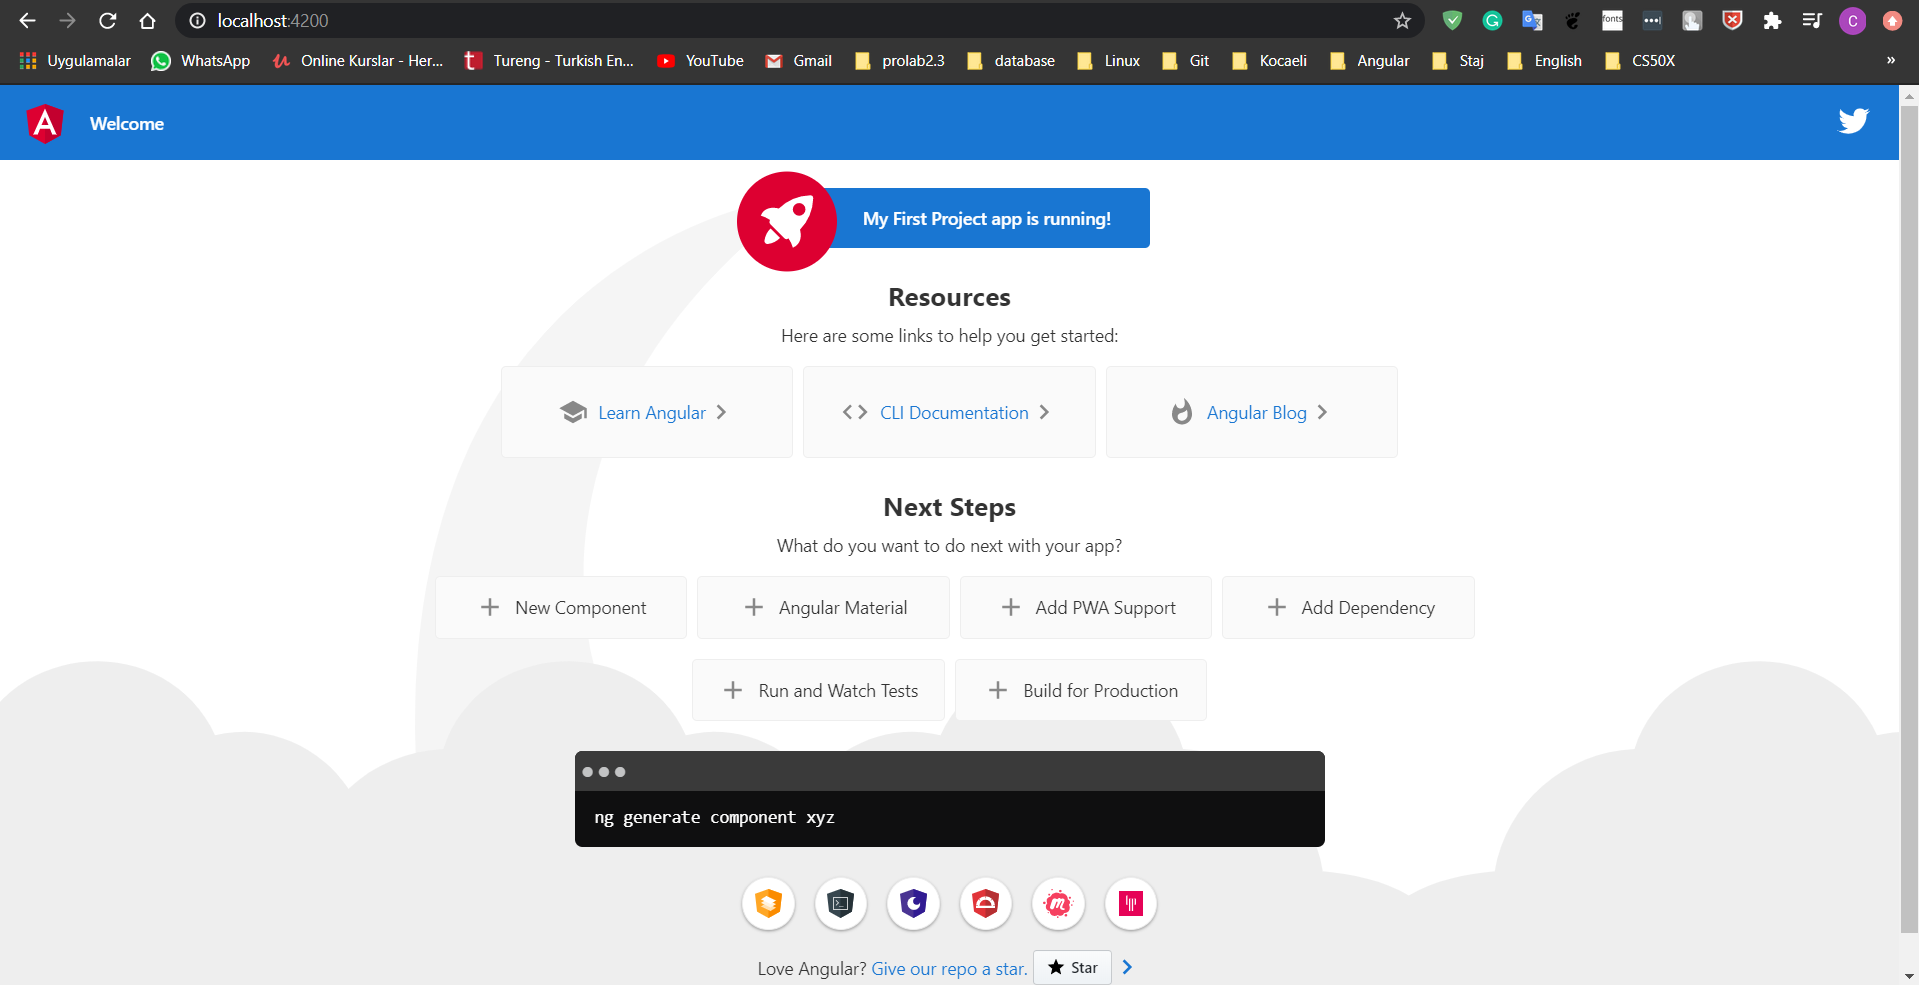 localhost:4200
fonts
C
Uygulamalar
WhatsApp
Online Kurslar - Her...
Tureng - Turkish En...
YouTube
Gmail
prolab2.3
database
Linux
Git
Kocaeli
Angular
Staj
English
CS50X
»
Welcome
My First Project app is running!
Resources
Here are some links to help you get started:
Learn Angular
CLI Documentation
Angular Blog
Next Steps
What do you want to do next with your app?
New Component
Angular Material
Add PWA Support
Add Dependency
Run and Watch Tests
Build for Production
ng generate component xyz
Love Angular? Give our repo a star. Star